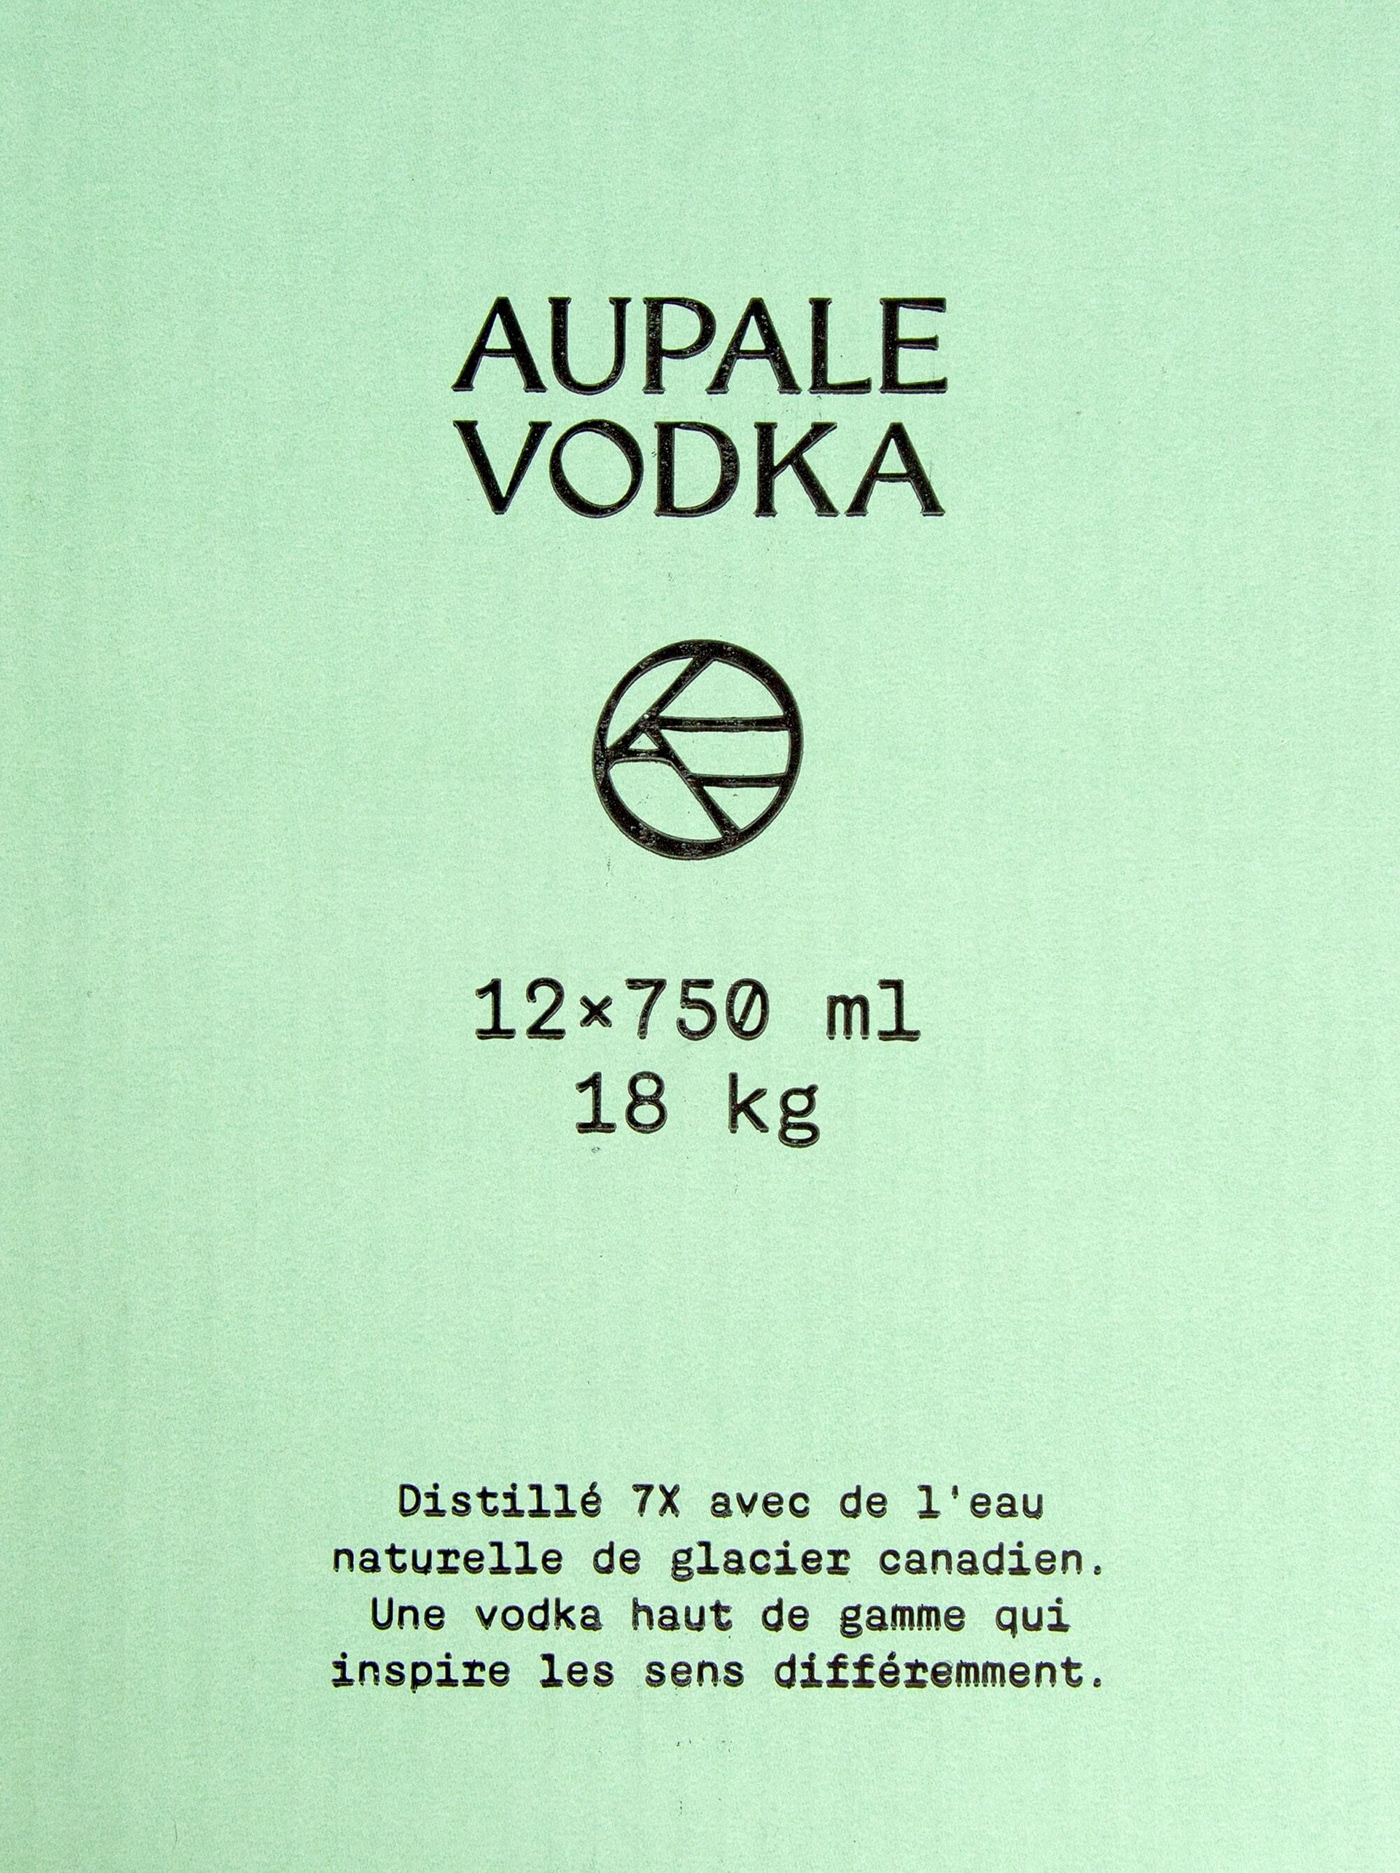 AUPALE
VODKA
12×750 ml
18 kg
Distillé 7X avec de l'eau
naturelle de glacier canadien.
Une vodka haut de gamme qui
inspire les sens différemment.